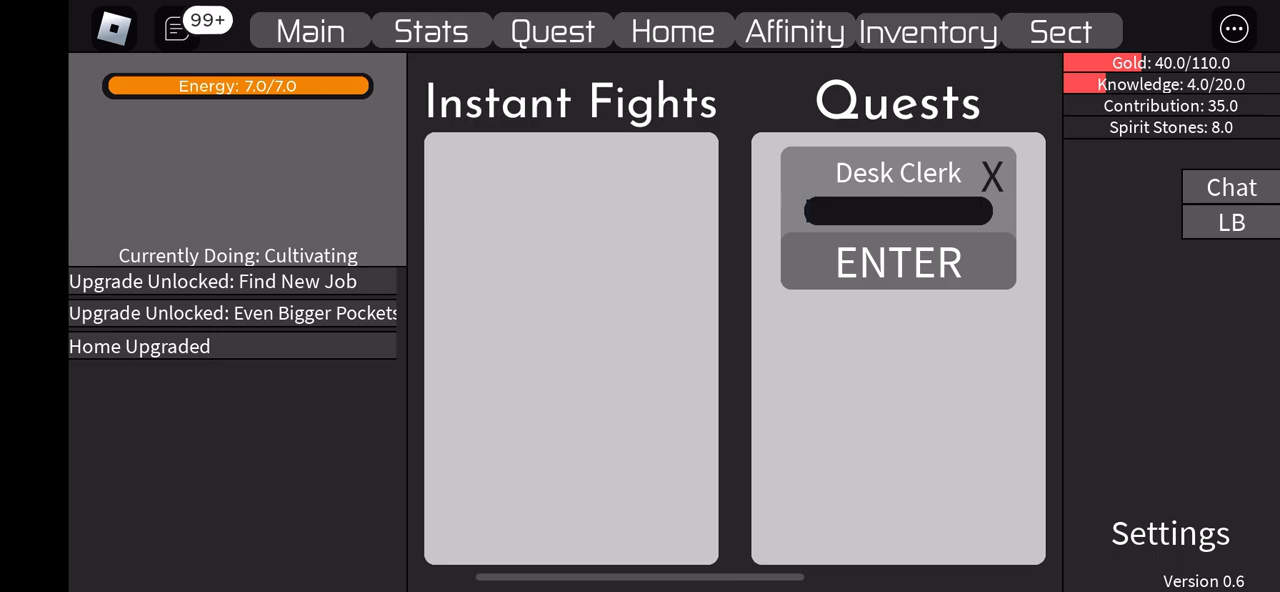 99+
Main
Stats
Quest
Home
Affinity
Inventory
Sect
Energy: 7.0/7.0
Currently Doing: Cultivating
Upgrade Unlocked: Find New Job
Upgrade Unlocked: Even Bigger Pockets
Home Upgraded
Instant Fights
Quests
Desk Clerk
X
ENTER
Gold: 40.0/110.0
Knowledge: 4.0/20.0
Contribution: 35.0
Spirit Stones: 8.0
Chat
LB
Settings
Version 0.6